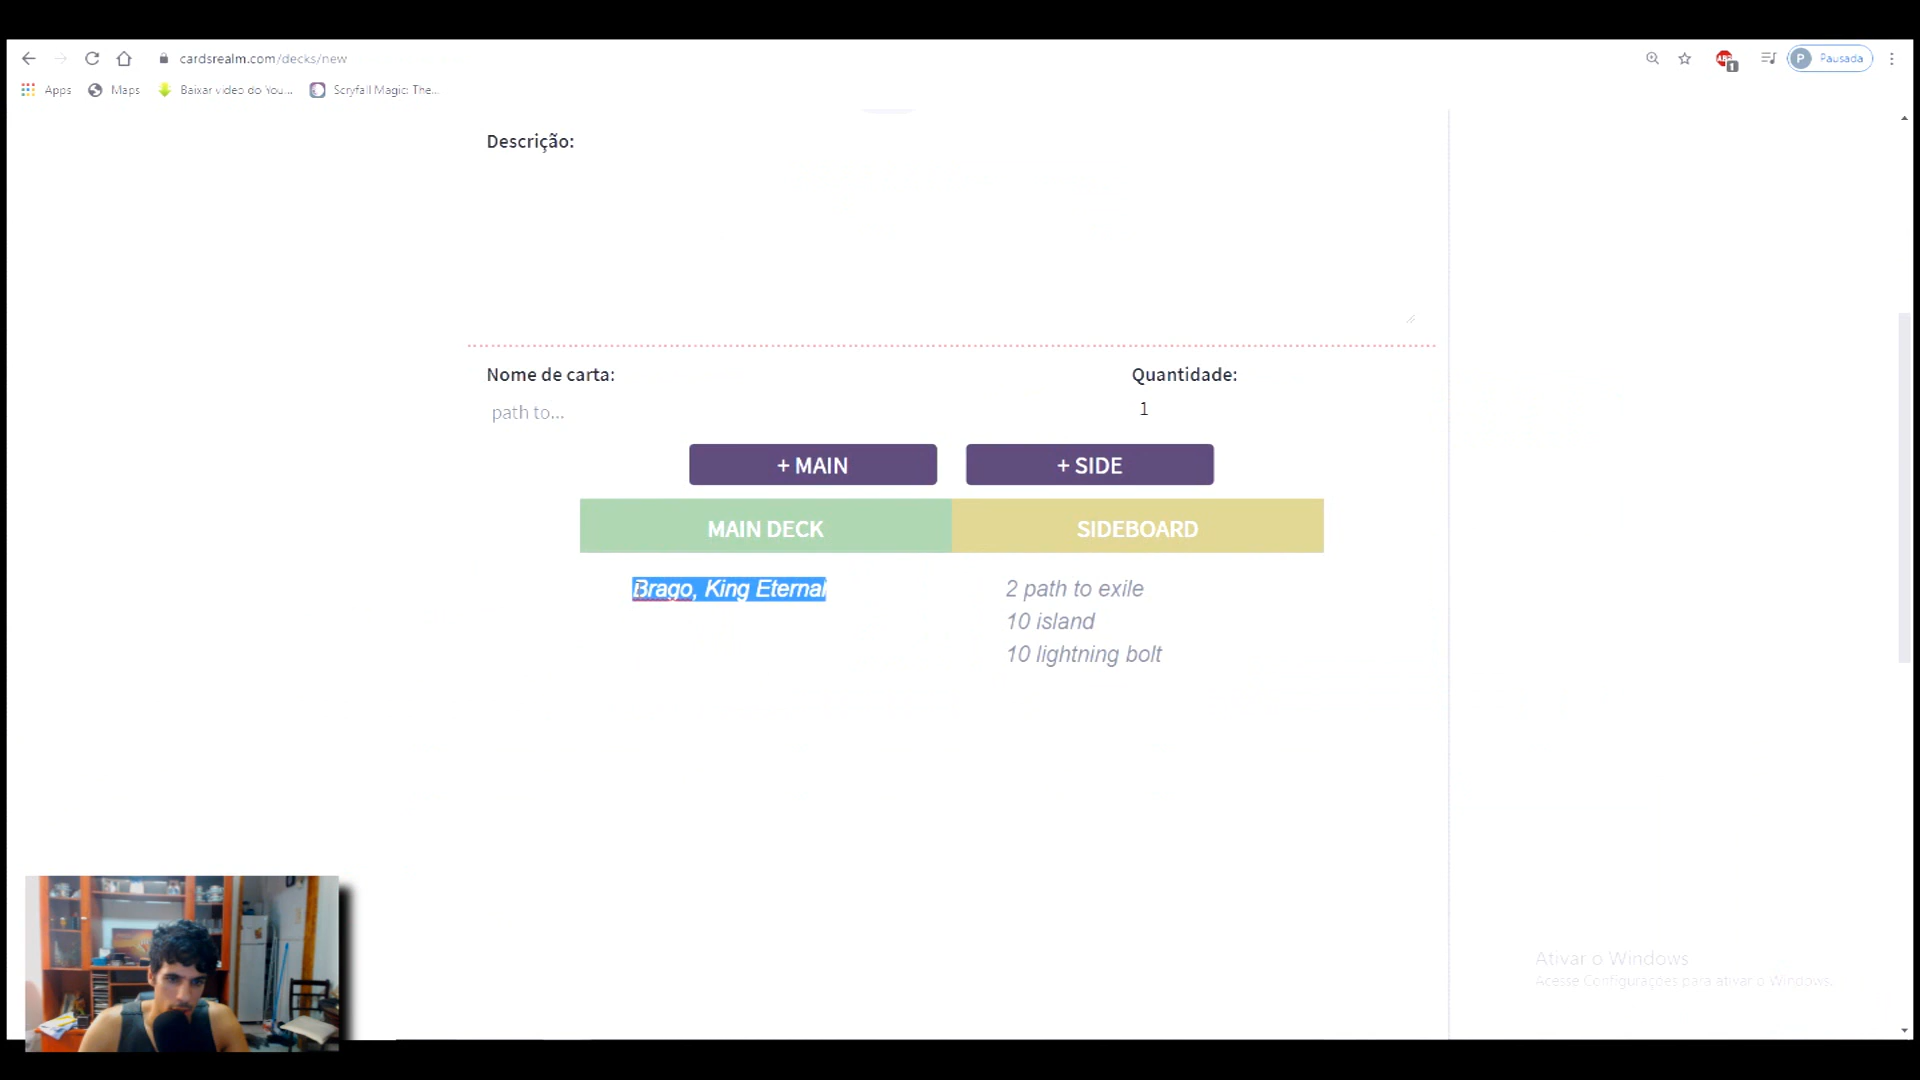 cardsrealm.com/decks/new
P Pausada
1
Apps Maps Baixar vídeo do You... Scryfall Magic: The...
Descrição:
Nome de carta: Quantidade:
path to... 1
+ MAIN + SIDE
MAIN DECK SIDEBOARD
Brago, King Eternal 2 path to exile
10 island
10 lightning bolt
Ativar o Windows
Acesse Configurações para ativar o Windows.